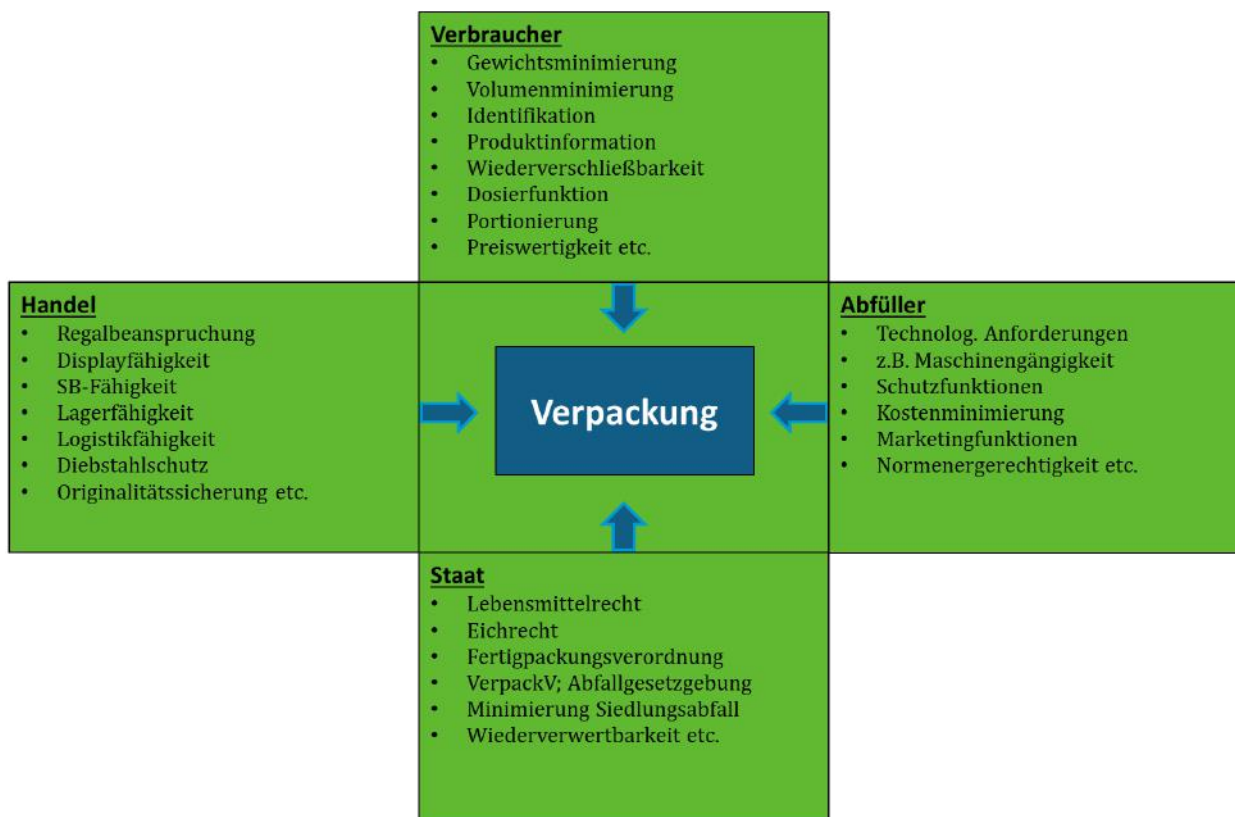 Verbraucher
• Gewichtsminimierung
• Volumenminimierung
• Identifikation
• Produktinformation
• Wiederverschließbarkeit
• Dosierfunktion
• Portionierung
• Preiswertigkeit etc.
Handel
• Regalbeanspruchung
• Displayfähigkeit
• SB-Fähigkeit
• Lagerfähigkeit
• Logistikfähigkeit
• Diebstahlschutz
• Originalitätssicherung etc.
Verpackung
Abfüller
• Technolog. Anforderungen
• z.B. Maschinengängigkeit
• Schutzfunktionen
• Kostenminimierung
• Marketingfunktionen
• Normenergerechtigkeit etc.
Staat
• Lebensmittelrecht
• Eichrecht
• Fertigpackungsverordnung
• VerpackV; Abfallgesetzgebung
• Minimierung Siedlungsabfall
• Wiederverwertbarkeit etc.